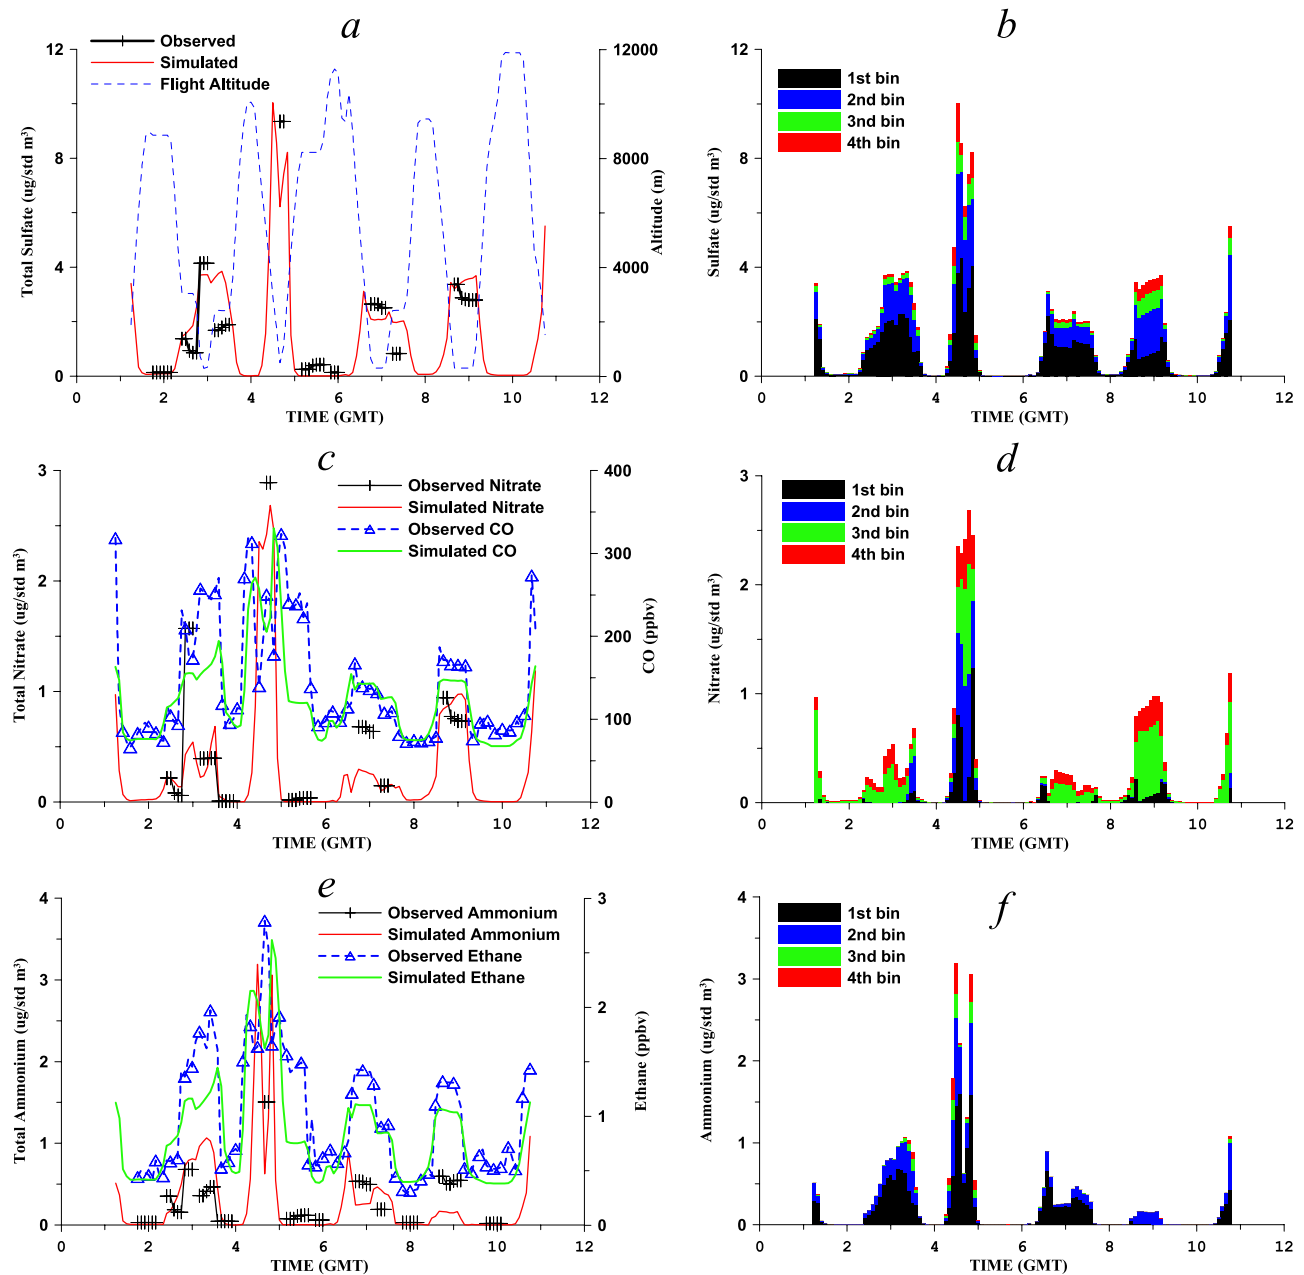 a
Observed
Simulated
Flight Altitude
12
8
4
0
Total Sulfate (ug/std m³)
12000
8000
4000
0
Altitude (m)
0 2 4 6 8 10 12
TIME (GMT)
b
1st bin
2nd bin
3rd bin
4th bin
12
8
4
0
Sulfate (ug/std m³)
0 2 4 6 8 10 12
TIME (GMT)
c
Observed Nitrate
Simulated Nitrate
Observed CO
Simulated CO
3
2
1
0
Total Nitrate (ug/std m³)
400
300
200
100
0
CO (ppbv)
0 2 4 6 8 10 12
TIME (GMT)
d
1st bin
2nd bin
3rd bin
4th bin
3
2
1
0
Nitrate (ug/std m³)
0 2 4 6 8 10 12
TIME (GMT)
e
Observed Ammonium
Simulated Ammonium
Observed Ethane
Simulated Ethane
4
3
2
1
0
Total Ammonium (ug/std m³)
3
2
1
0
Ethane (ppbv)
0 2 4 6 8 10 12
TIME (GMT)
f
1st bin
2nd bin
3rd bin
4th bin
4
3
2
1
0
Ammonium (ug/std m³)
0 2 4 6 8 10 12
TIME (GMT)